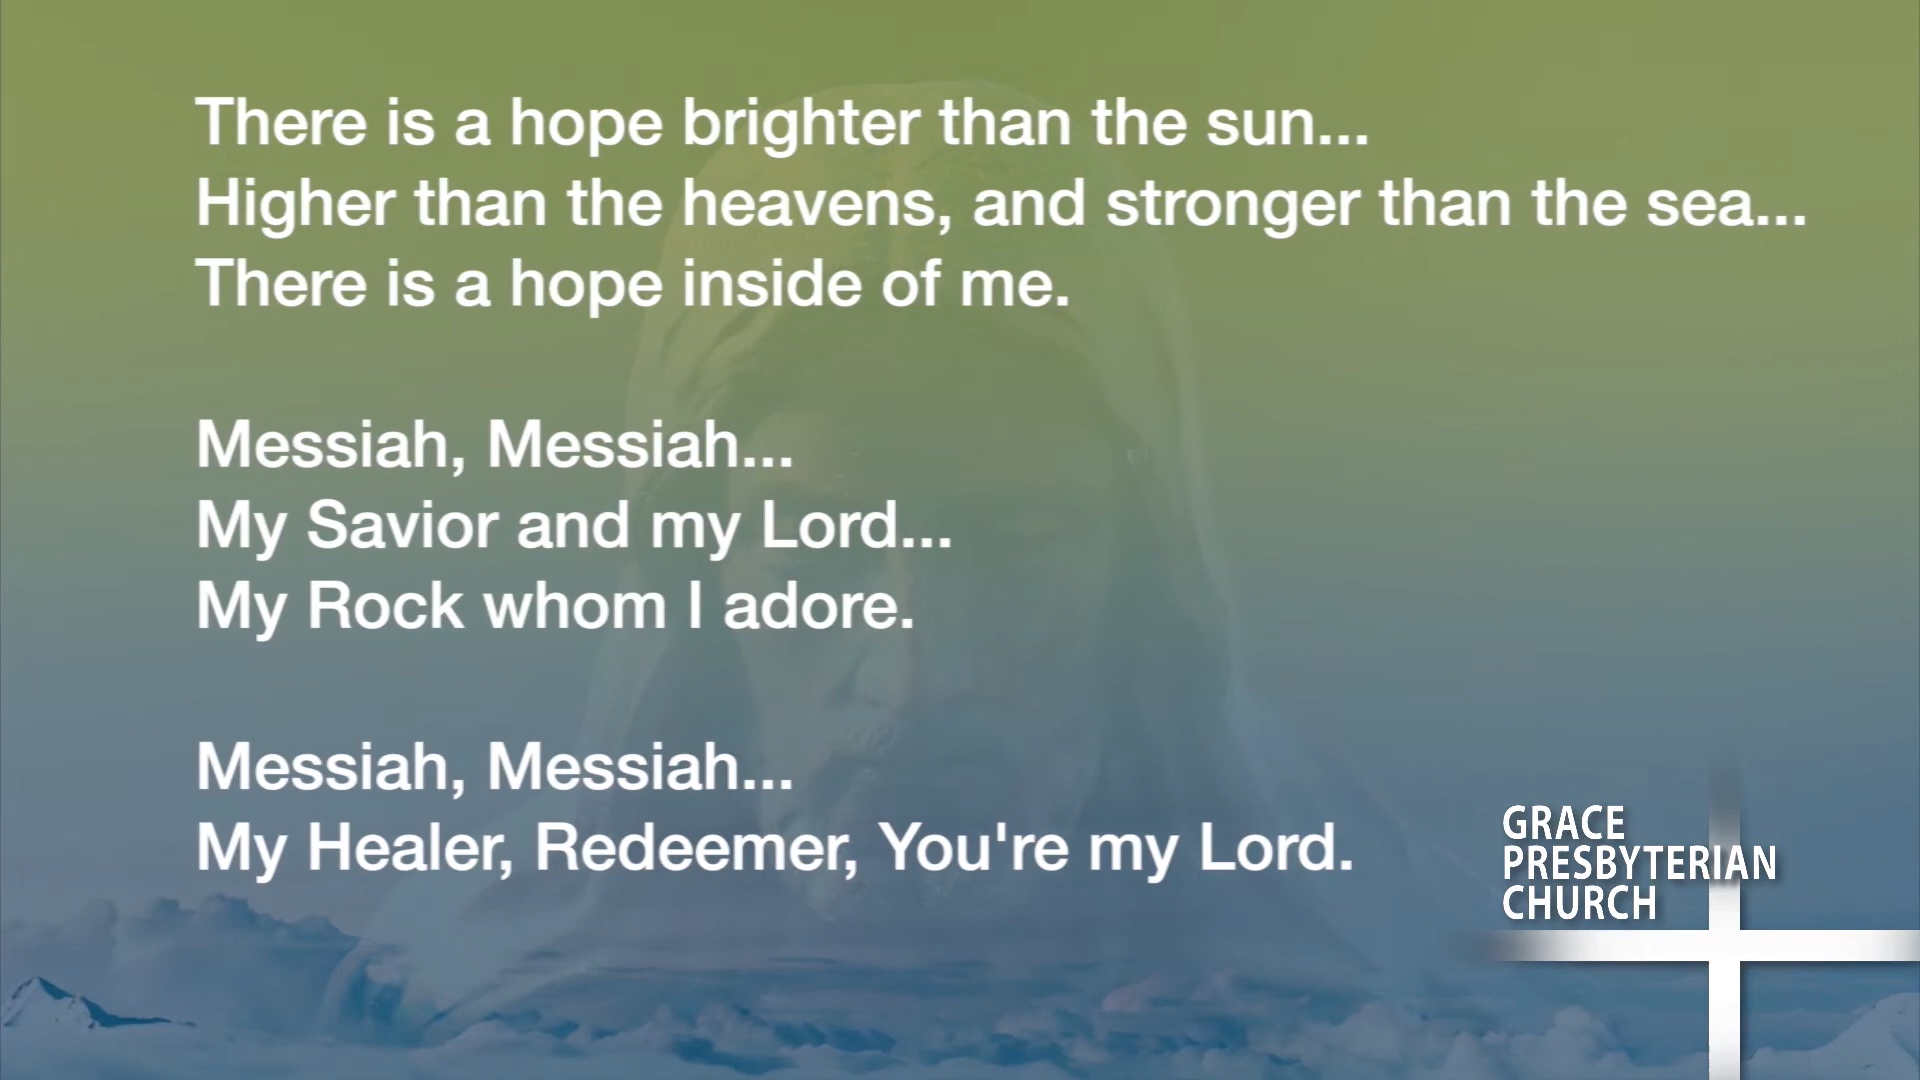 There is a hope brighter than the sun...
Higher than the heavens, and stronger than the sea...
There is a hope inside of me.
Messiah, Messiah...
My Savior and my Lord...
My Rock whom I adore.
Messiah, Messiah...
My Healer, Redeemer, You're my Lord.
GRACE
PRESBYTERIAN
CHURCH